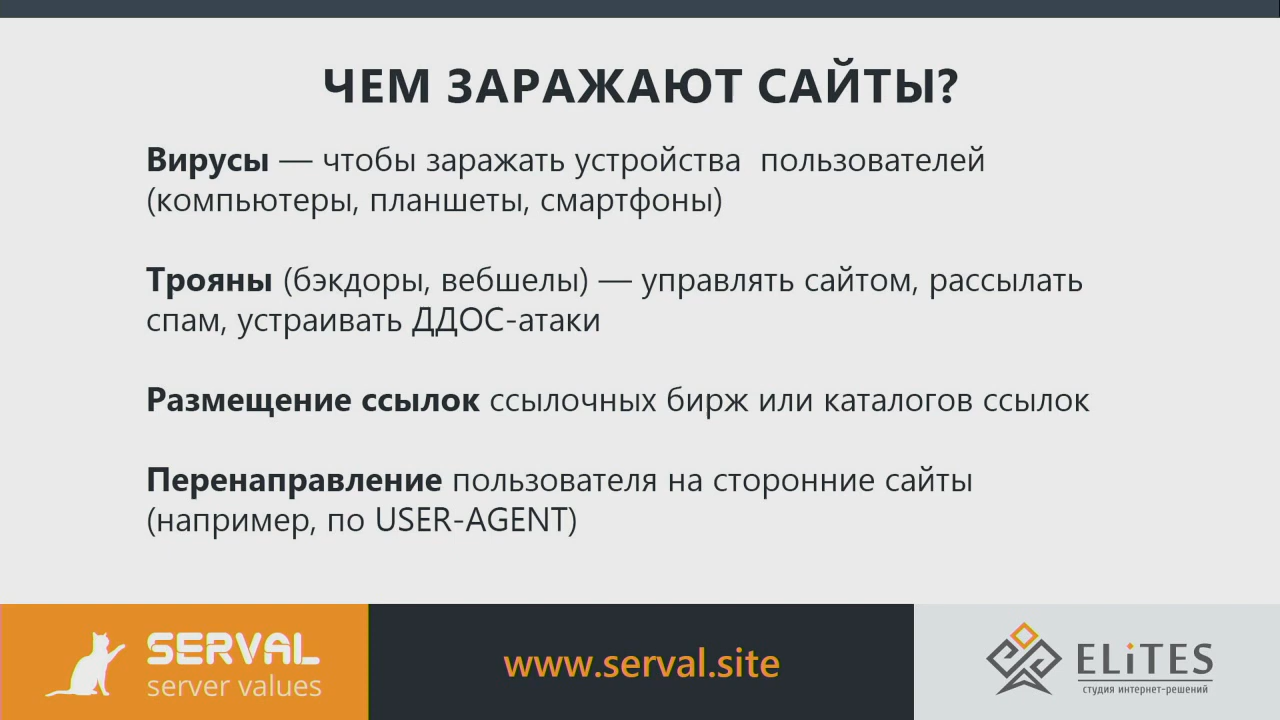 ЧЕМ ЗАРАЖАЮТ САЙТЫ?
Вирусы — чтобы заражать устройства пользователей
(компьютеры, планшеты, смартфоны)
Трояны (бэкдоры, вебшелы) — управлять сайтом, рассылать
спам, устраивать ДДОС-атаки
Размещение ссылок ссылочных бирж или каталогов ссылок
Перенаправление пользователя на сторонние сайты
(например, по USER-AGENT)
SERVAL
server values
www.serval.site
ELiTES
студия интернет-решений